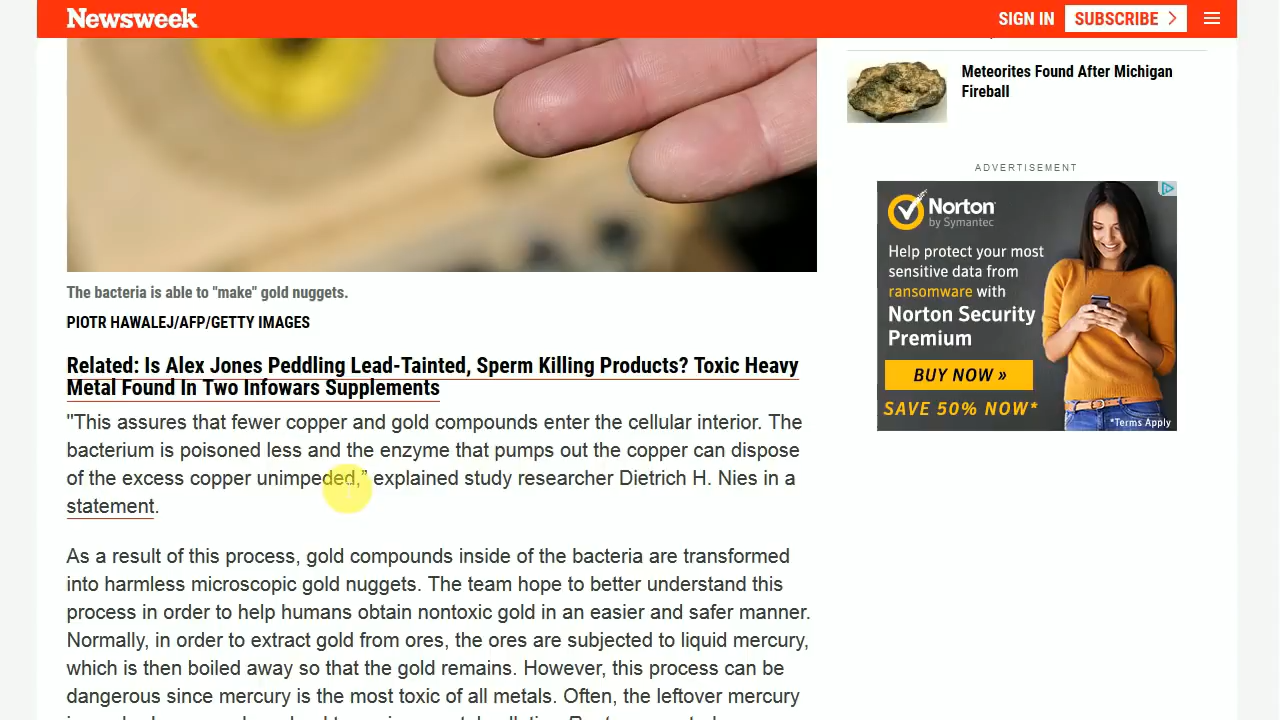 Newsweek
SIGN IN
SUBSCRIBE
Meteorites Found After Michigan
Fireball
ADVERTISEMENT
Norton
by Symantec
Help protect your most
sensitive data from
ransomware with
Norton Security
Premium
BUY NOW »
SAVE 50% NOW*
*Terms Apply
The bacteria is able to "make" gold nuggets.
PIOTR HAWALEJ/AFP/GETTY IMAGES
Related: Is Alex Jones Peddling Lead-Tainted, Sperm Killing Products? Toxic Heavy
Metal Found In Two Infowars Supplements
"This assures that fewer copper and gold compounds enter the cellular interior. The
bacterium is poisoned less and the enzyme that pumps out the copper can dispose
of the excess copper unimpeded,” explained study researcher Dietrich H. Nies in a
statement.
As a result of this process, gold compounds inside of the bacteria are transformed
into harmless microscopic gold nuggets. The team hope to better understand this
process in order to help humans obtain nontoxic gold in an easier and safer manner.
Normally, in order to extract gold from ores, the ores are subjected to liquid mercury,
which is then boiled away so that the gold remains. However, this process can be
dangerous since mercury is the most toxic of all metals. Often, the leftover mercury